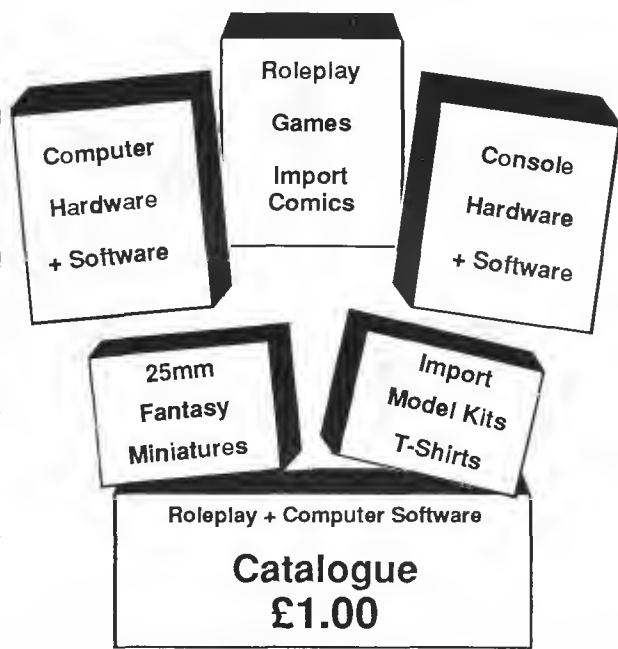 Roleplay
Games
Import
Comics
Computer
Hardware
+ Software
Console
Hardware
+ Software
25mm
Fantasy
Miniatures
Import
Model Kits
T-Shirts
Roleplay + Computer Software
Catalogue
£1.00